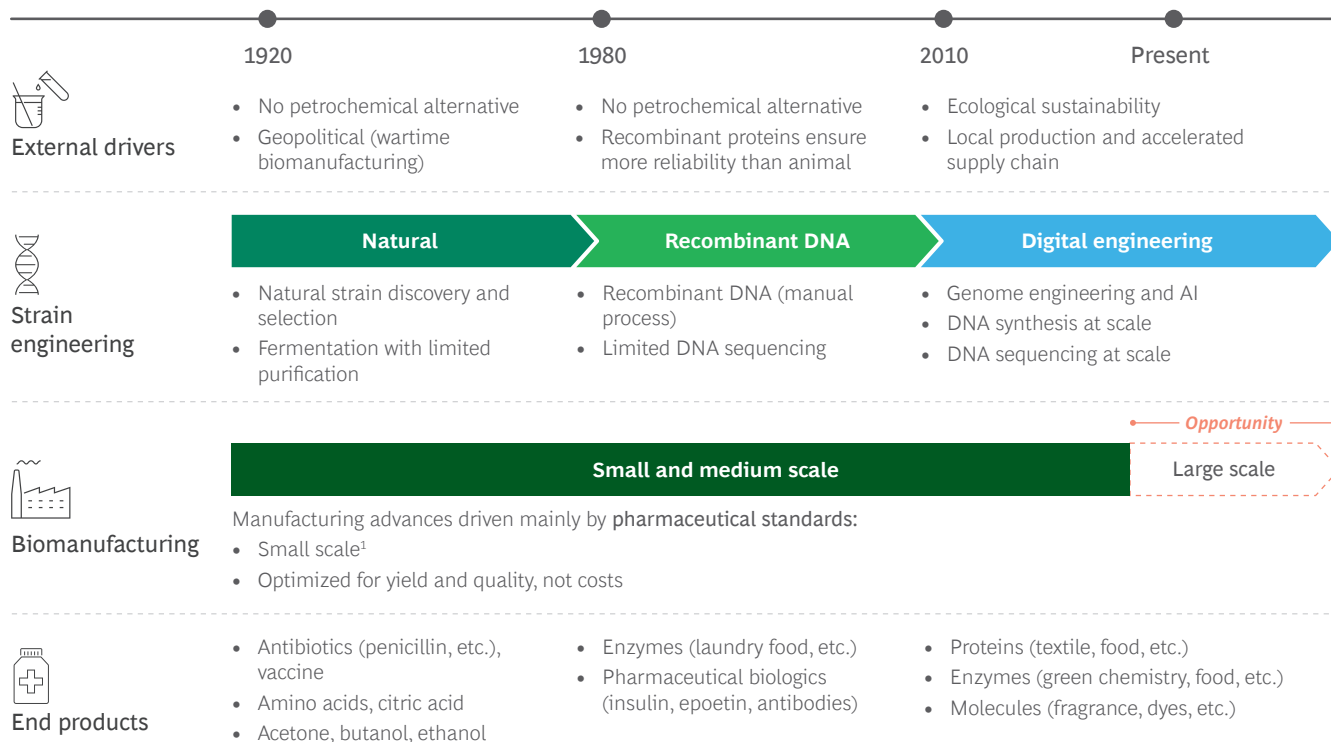 1920
1980
2010
Present
External drivers
• No petrochemical alternative
• Geopolitical (wartime
biomanufacturing)
• No petrochemical alternative
• Recombinant proteins ensure
more reliability than animal
• Ecological sustainability
• Local production and accelerated
supply chain
Strain
engineering
Natural
Recombinant DNA
Digital engineering
• Natural strain discovery and
selection
• Fermentation with limited
purification
• Recombinant DNA (manual
process)
• Limited DNA sequencing
• Genome engineering and AI
• DNA synthesis at scale
• DNA sequencing at scale
Opportunity
Biomanufacturing
Small and medium scale
Large scale
Manufacturing advances driven mainly by pharmaceutical standards:
• Small scale¹
• Optimized for yield and quality, not costs
End products
• Antibiotics (penicillin, etc.),
vaccine
• Amino acids, citric acid
• Acetone, butanol, ethanol
• Enzymes (laundry food, etc.)
• Pharmaceutical biologics
(insulin, epoetin, antibodies)
• Proteins (textile, food, etc.)
• Enzymes (green chemistry, food, etc.)
• Molecules (fragrance, dyes, etc.)